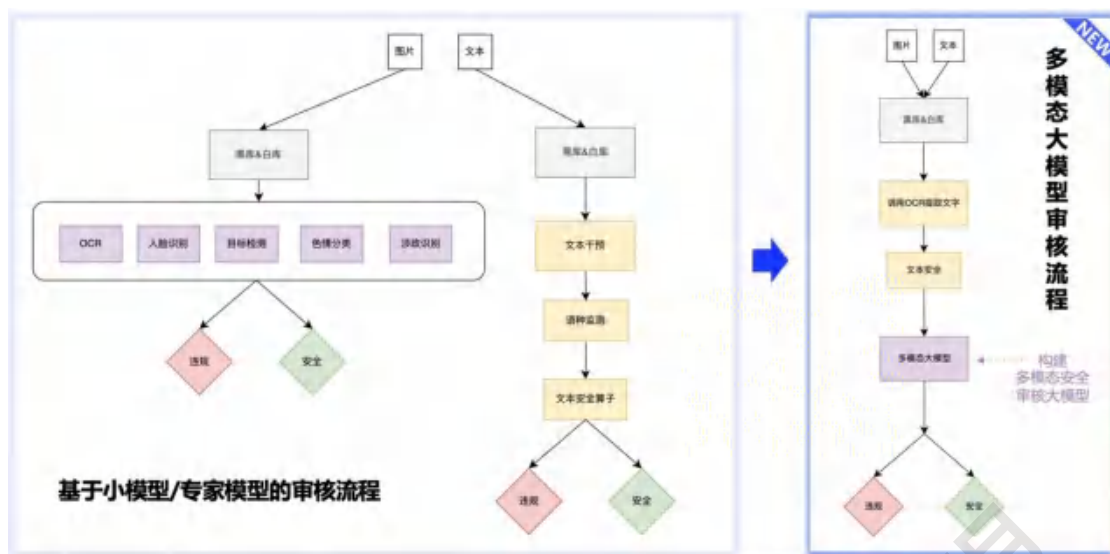 图片
文本
黑库&白库
黑库&白库
OCR
人脸识别
目标检测
色情分类
涉政识别
文本干预
语种监测
文本安全算子
违规
安全
违规
安全
基于小模型/专家模型的审核流程
NEW
图片
文本
黑库&白库
调用OCR提取文字
文本安全
多模态大模型
构建
多模态安全
审核大模型
违规
安全
多模态大模型审核流程